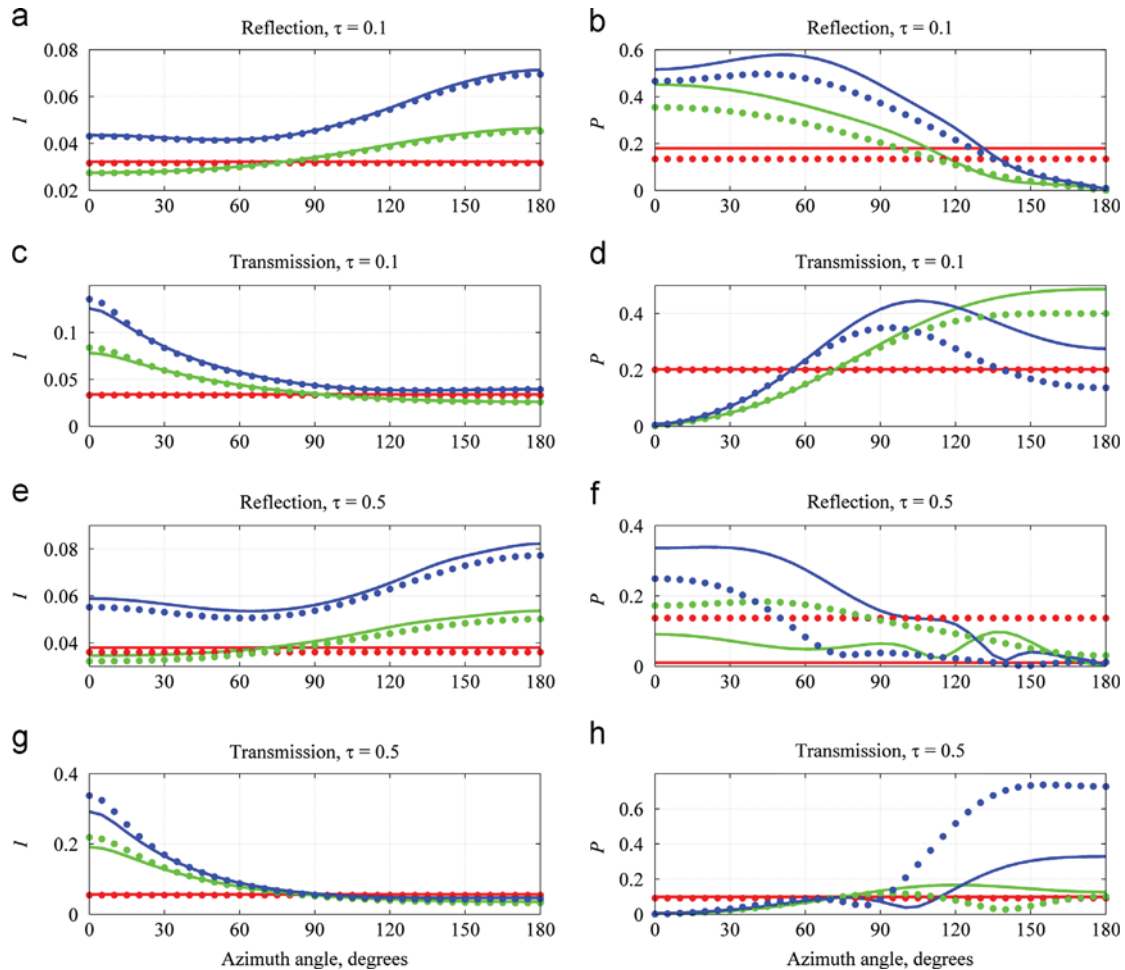 a
Reflection, τ = 0.1
0.08
0.06
0.04
0.02
I
0 30 60 90 120 150 180
b
Reflection, τ = 0.1
0.6
0.4
0.2
0
P
0 30 60 90 120 150 180
c
Transmission, τ = 0.1
0.1
0.05
0
I
0 30 60 90 120 150 180
d
Transmission, τ = 0.1
0.4
0.2
0
P
0 30 60 90 120 150 180
e
Reflection, τ = 0.5
0.08
0.06
0.04
I
0 30 60 90 120 150 180
f
Reflection, τ = 0.5
0.4
0.2
0
P
0 30 60 90 120 150 180
g
Transmission, τ = 0.5
0.4
0.2
0
I
0 30 60 90 120 150 180
Azimuth angle, degrees
h
Transmission, τ = 0.5
0.6
0.4
0.2
0
P
0 30 60 90 120 150 180
Azimuth angle, degrees